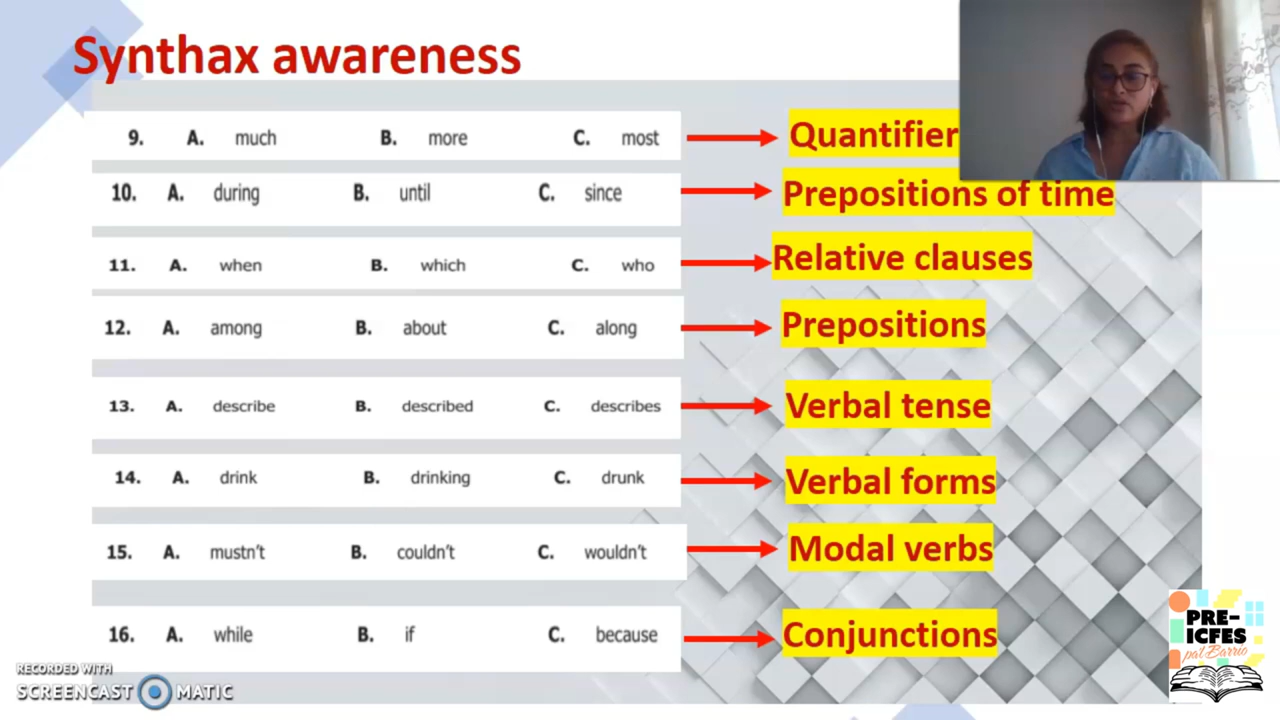 Synthax awareness
9. A. much B. more C. most Quantifier
10. A. during B. until C. since Prepositions of time
11. A. when B. which C. who Relative clauses
12. A. among B. about C. along Prepositions
13. A. describe B. described C. describes Verbal tense
14. A. drink B. drinking C. drunk Verbal forms
15. A. mustn't B. couldn't C. wouldn't Modal verbs
16. A. while B. if C. because Conjunctions
PRE-
ICFES
pa'l Barrio
RECORDED WITH
SCREENCAST MATIC